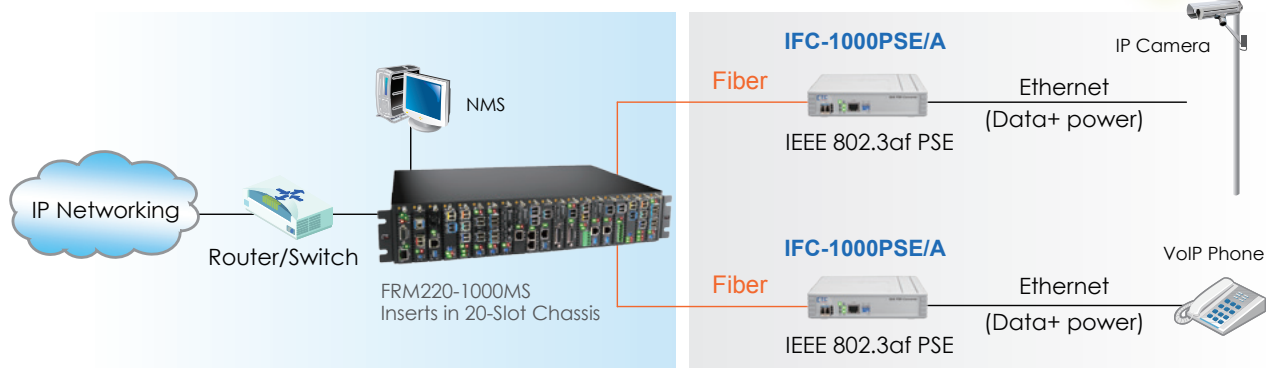 IFC-1000PSE/A
IP Camera
Fiber
Ethernet
(Data+ power)
NMS
IEEE 802.3af PSE
IP Networking
Router/Switch
FRM220-1000MS
Inserts in 20-Slot Chassis
IFC-1000PSE/A
VoIP Phone
Fiber
Ethernet
(Data+ power)
IEEE 802.3af PSE